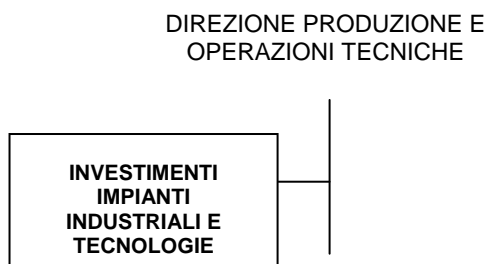 DIREZIONE PRODUZIONE E
OPERAZIONI TECNICHE
INVESTIMENTI
IMPIANTI
INDUSTRIALI E
TECNOLOGIE